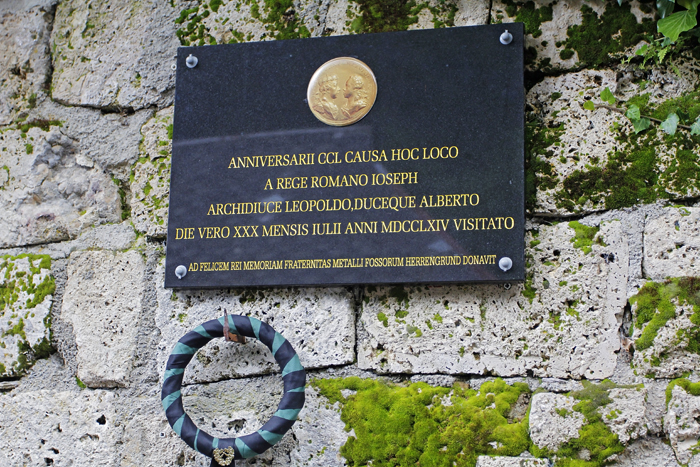 ANNIVERSARII CCL CAUSA HOC LOCO
A REGE ROMANO IOSEPH
ARCHIDIUCE LEOPOLDO,DUCEQUE ALBERTO
DIE VERO XXX MENSIS IULII ANNI MDCCLXIV VISITATO
AD FELICEM REI MEMORIAM FRATERNITAS METALLI FOSSORUM HERRENGRUND DONAVIT